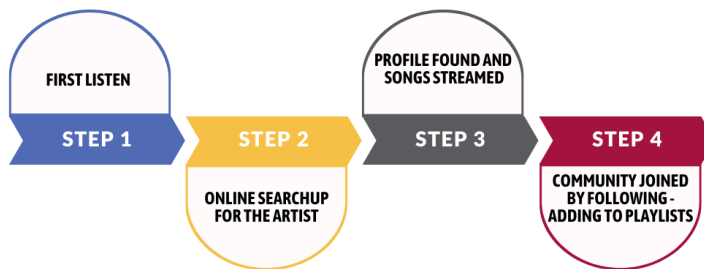 FIRST LISTEN
STEP 1
STEP 2
ONLINE SEARCHUP
FOR THE ARTIST
PROFILE FOUND AND
SONGS STREAMED
STEP 3
STEP 4
COMMUNITY JOINED
BY FOLLOWING -
ADDING TO PLAYLISTS